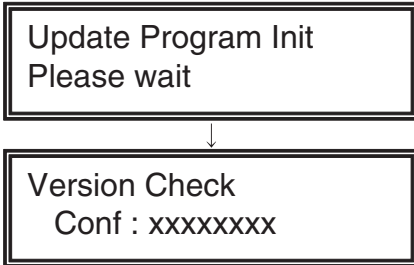 Update Program Init
Please wait
↓
Version Check
Conf : xxxxxxxx